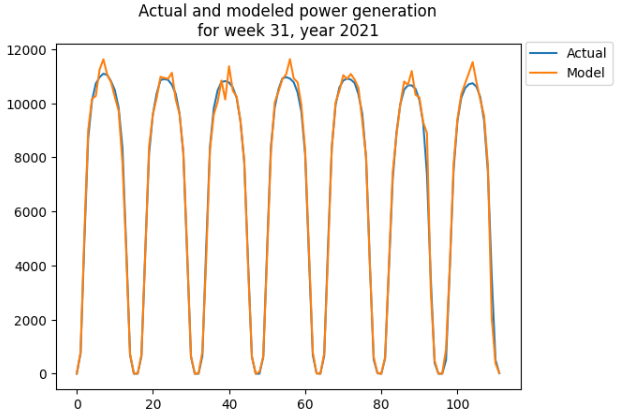 Actual and modeled power generation
for week 31, year 2021
12000
10000
8000
6000
4000
2000
0
0 20 40 60 80 100
Actual
Model